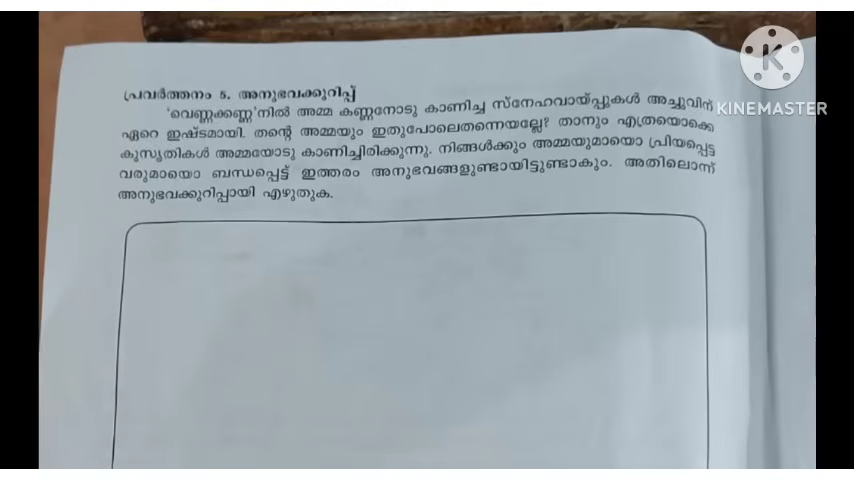 പ്രവർത്തനം 5. അനുഭവക്കുറിപ്പ്
'വെണ്ണക്കണ്ണ'നിൽ അമ്മ കണ്ണനോടു കാണിച്ച സ്നേഹവായ്പ്പുകൾ അച്ചുവിന്
ഏറെ ഇഷ്ടമായി. തന്റെ അമ്മയും ഇതുപോലെതന്നെയല്ലേ? താനും എത്രയൊക്കെ
കുസൃതികൾ അമ്മയോടു കാണിച്ചിരിക്കുന്നു. നിങ്ങൾക്കും അമ്മയുമായൊ പ്രിയപ്പെട്ട
വരുമായൊ ബന്ധപ്പെട്ട് ഇത്തരം അനുഭവങ്ങളുണ്ടായിട്ടുണ്ടാകും. അതിലൊന്ന്
അനുഭവക്കുറിപ്പായി എഴുതുക.
KINEMASTER